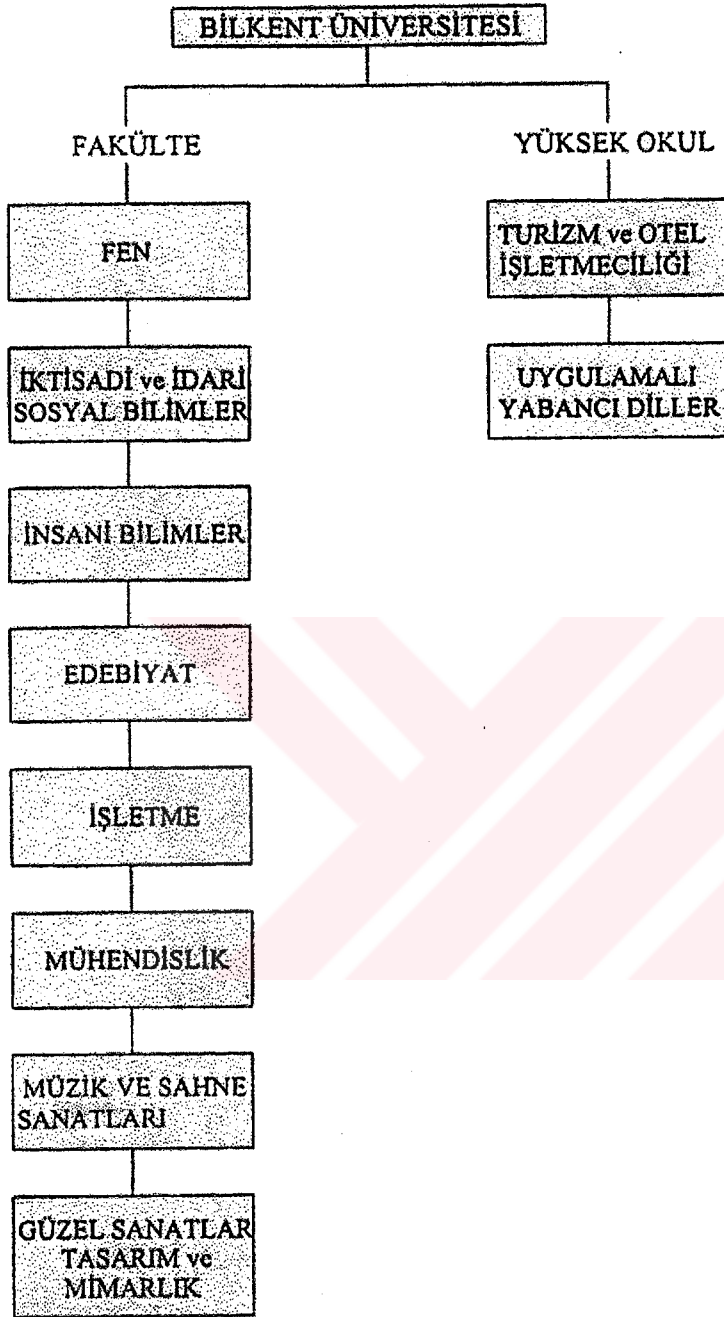 BİLKENT ÜNİVERSİTESİ
FAKÜLTE
FEN
İKTİSADİ ve İDARİ
SOSYAL BİLİMLER
İNSANİ BİLİMLER
EDEBİYAT
İŞLETME
MÜHENDİSLİK
MÜZİK VE SAHNE
SANATLARI
GÜZEL SANATLAR
TASARIM ve
MİMARLIK
YÜKSEK OKUL
TURİZM ve OTEL
İŞLETMECİLİĞİ
UYGULAMALI
YABANCI DİLLER